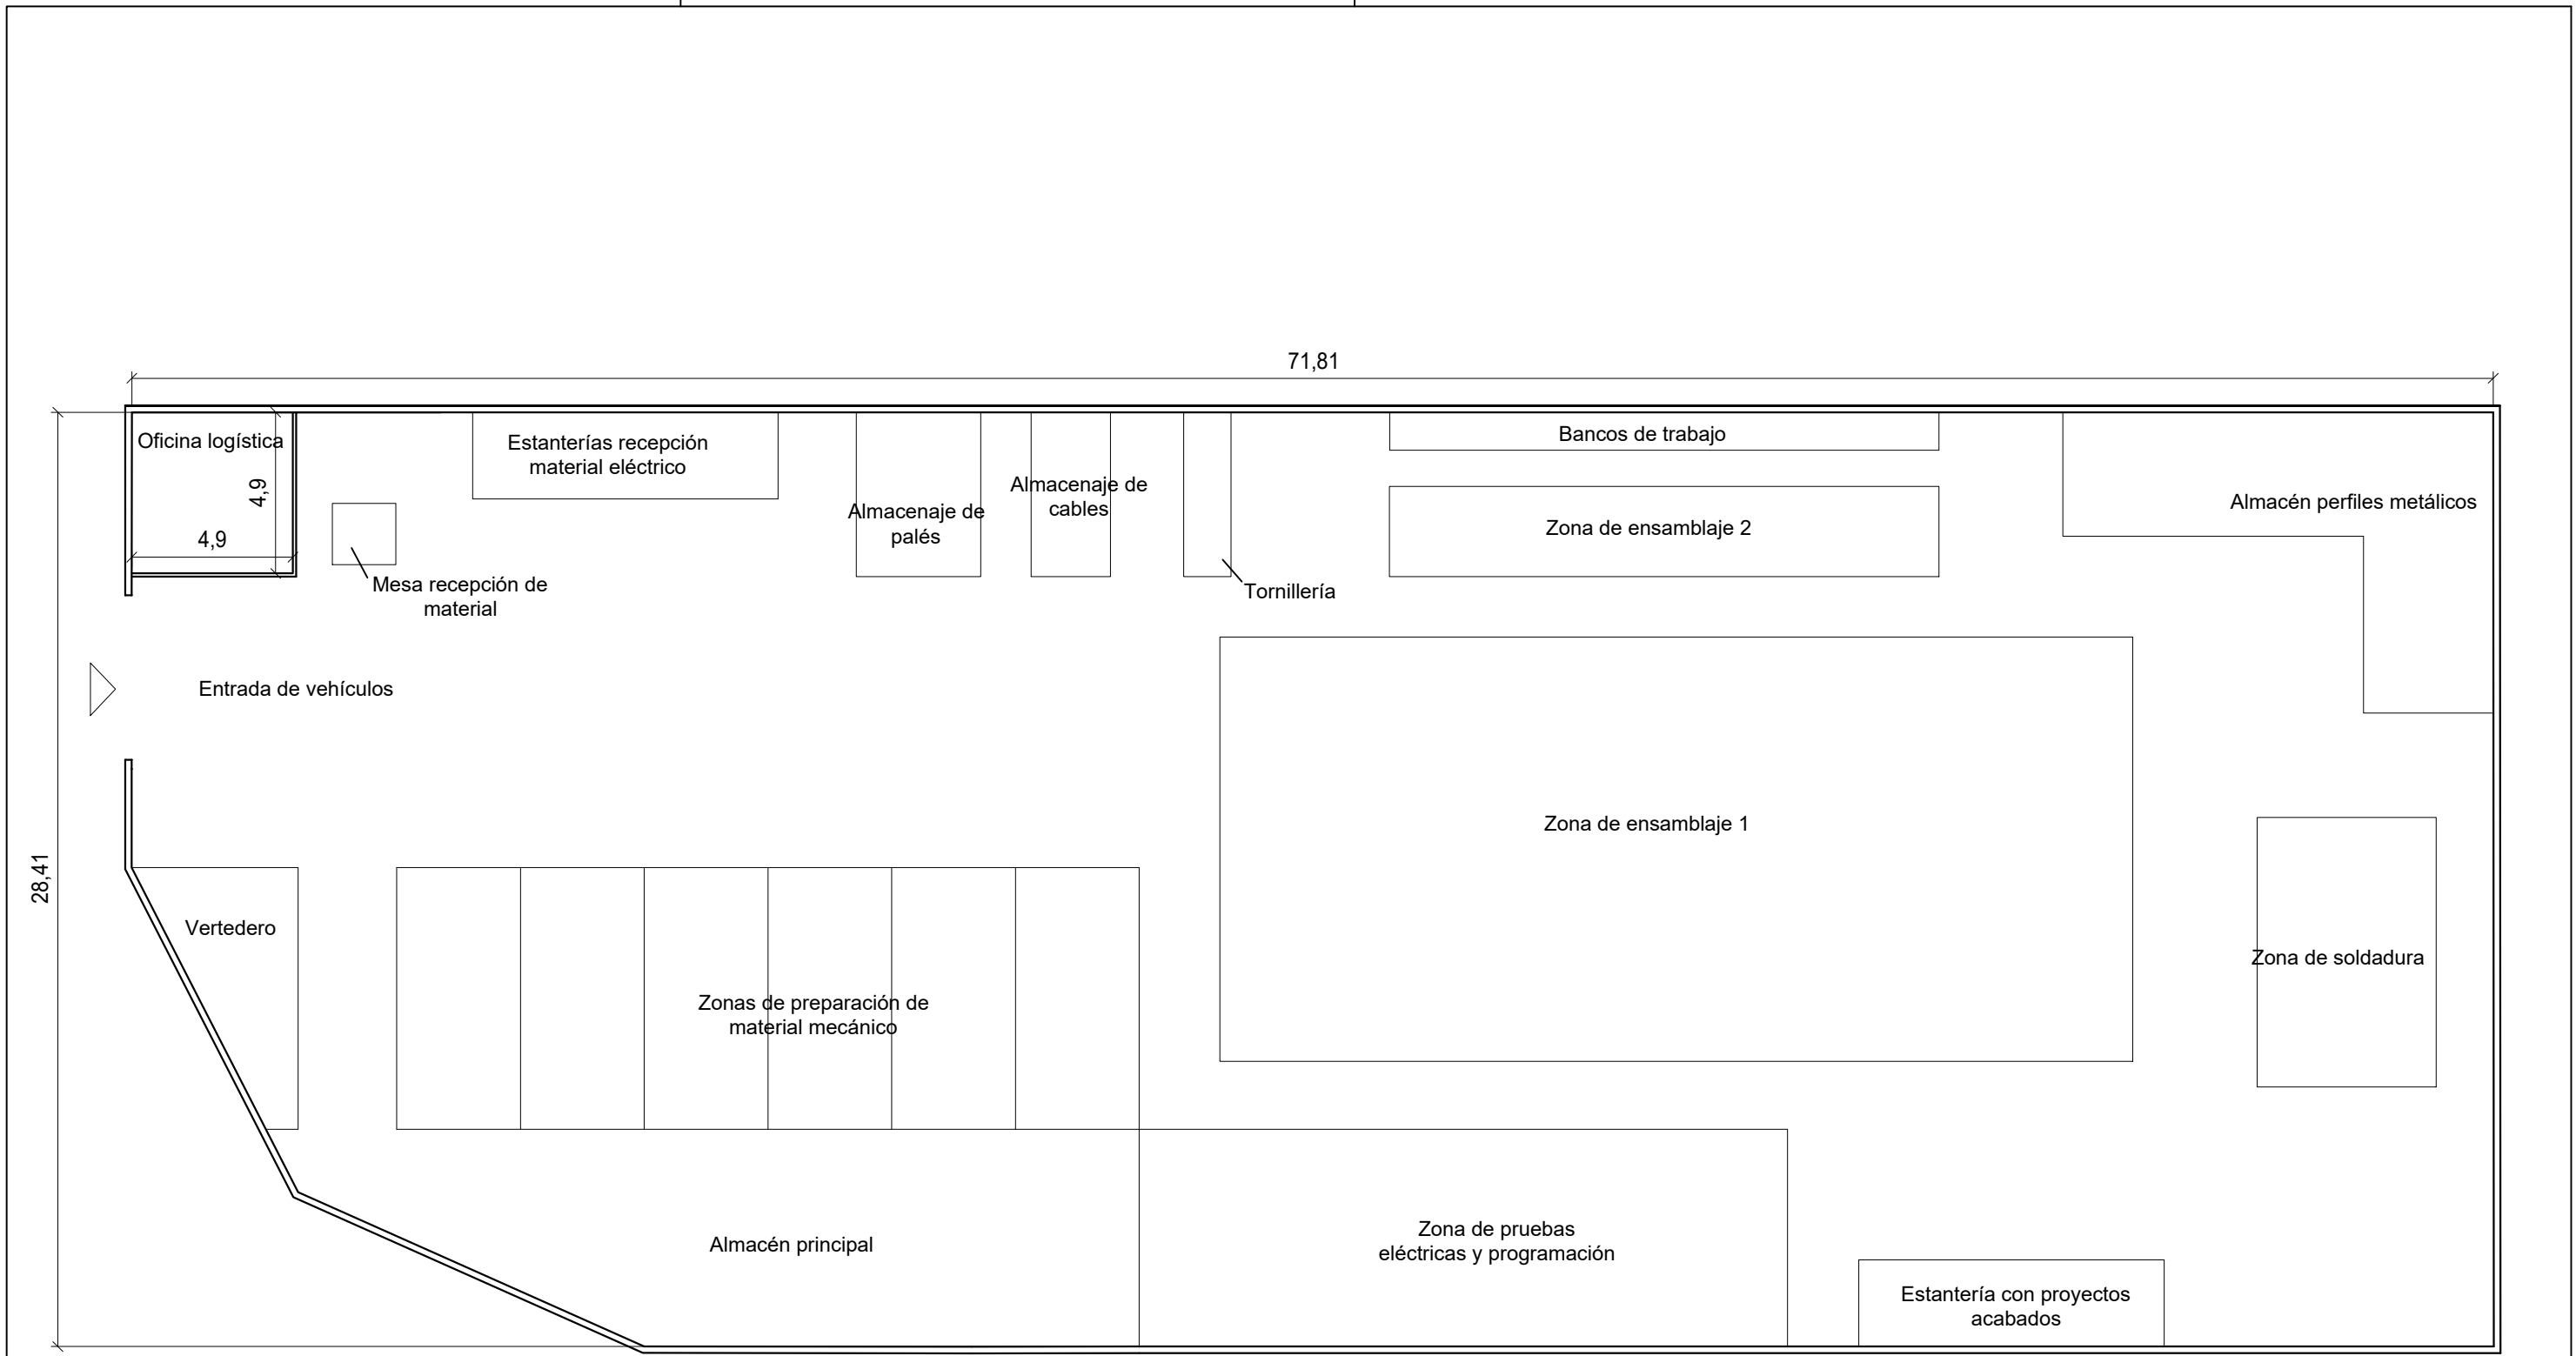 71,81
Oficina logística
Estanterías recepción
material eléctrico
Bancos de trabajo
4,9
4,9
Almacenaje de
cables
Almacenaje de
palés
Zona de ensamblaje 2
Almacén perfiles metálicos
Mesa recepción de
material
Tornillería
Entrada de vehículos
Zona de ensamblaje 1
28,41
Vertedero
Zonas de preparación de
material mecánico
Zona de soldadura
Almacén principal
Zona de pruebas
eléctricas y programación
Estantería con proyectos
acabados